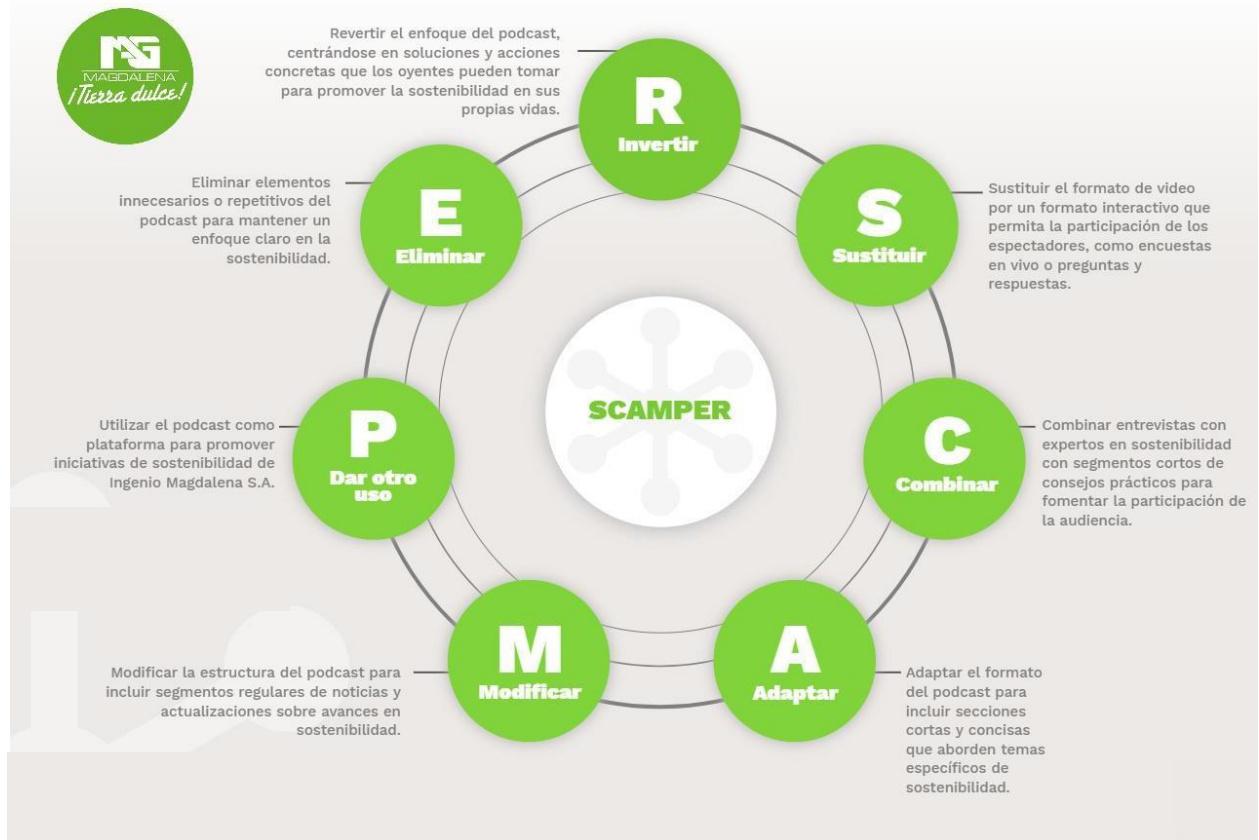 MAG
MAGDALENA
¡Tierra dulce!
Revertir el enfoque del podcast,
centrándose en soluciones y acciones
concretas que los oyentes pueden tomar
para promover la sostenibilidad en sus
propias vidas.
R
Invertir
S
Sustituir
Sustituir el formato de video
por un formato interactivo que
permita la participación de los
espectadores, como encuestas
en vivo o preguntas y
respuestas.
C
Combinar
Combinar entrevistas con
expertos en sostenibilidad
con segmentos cortos de
consejos prácticos para
fomentar la participación de
la audiencia.
A
Adaptar
Adaptar el formato
del podcast para
incluir secciones
cortas y concisas
que aborden temas
específicos de
sostenibilidad.
M
Modificar
Modificar la estructura del podcast para
incluir segmentos regulares de noticias y
actualizaciones sobre avances en
sostenibilidad.
P
Dar otro
uso
Utilizar el podcast como
plataforma para promover
iniciativas de sostenibilidad de
Ingenio Magdalena S.A.
E
Eliminar
Eliminar elementos
innecesarios o repetitivos del
podcast para mantener un
enfoque claro en la
sostenibilidad.
SCAMPER